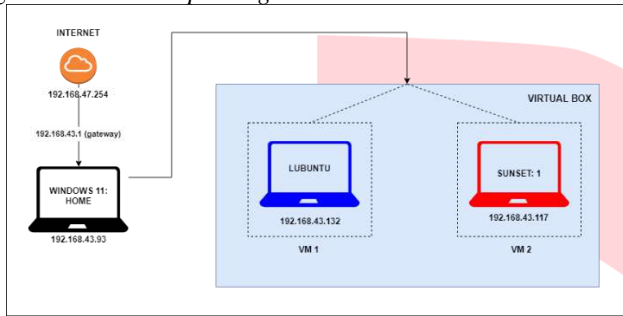 INTERNET
192.168.47.254
192.168.43.1 (gateway)
WINDOWS 11:
HOME
192.168.43.93
VIRTUAL BOX
LUBUNTU
192.168.43.132
VM 1
SUNSET: 1
192.168.43.117
VM 2